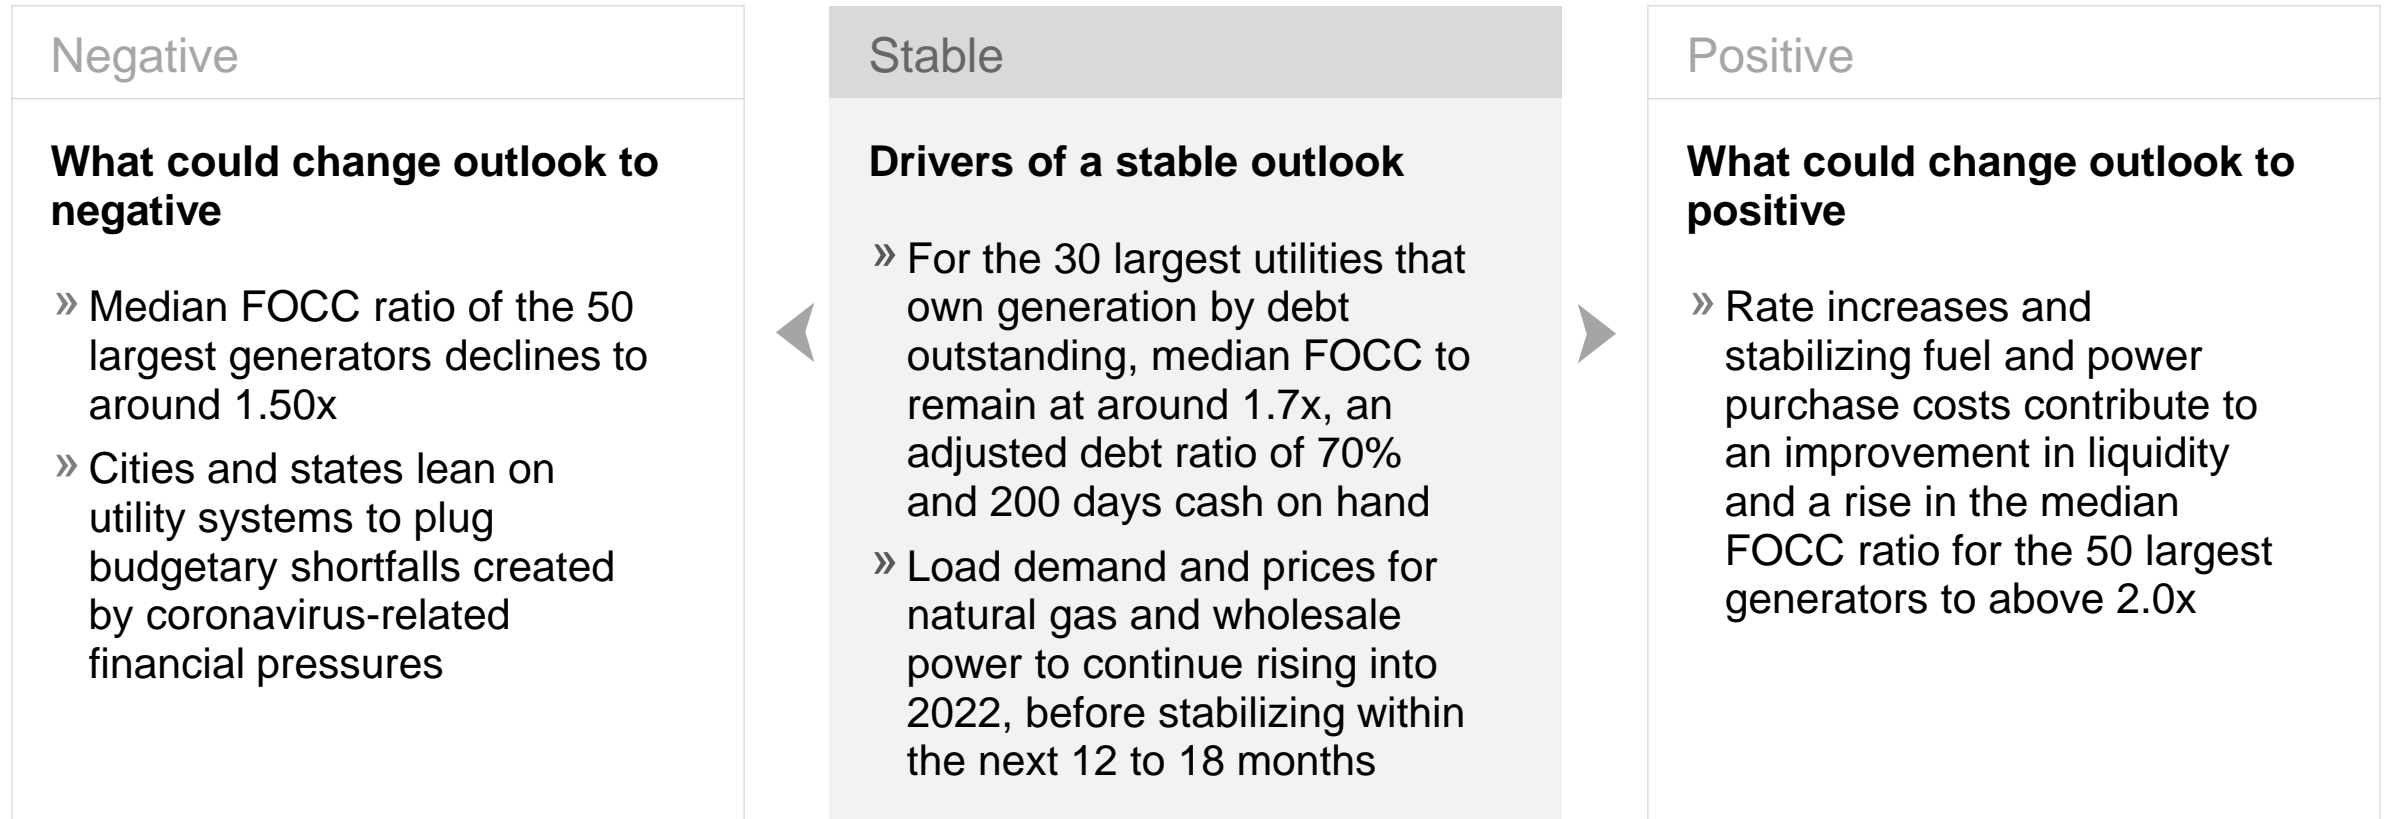 Negative
What could change outlook to
negative
» Median FOCC ratio of the 50
largest generators declines to
around 1.50x
» Cities and states lean on
utility systems to plug
budgetary shortfalls created
by coronavirus-related
financial pressures
Stable
Drivers of a stable outlook
» For the 30 largest utilities that
own generation by debt
outstanding, median FOCC to
remain at around 1.7x, an
adjusted debt ratio of 70%
and 200 days cash on hand
» Load demand and prices for
natural gas and wholesale
power to continue rising into
2022, before stabilizing within
the next 12 to 18 months
Positive
What could change outlook to
positive
» Rate increases and
stabilizing fuel and power
purchase costs contribute to
an improvement in liquidity
and a rise in the median
FOCC ratio for the 50 largest
generators to above 2.0x